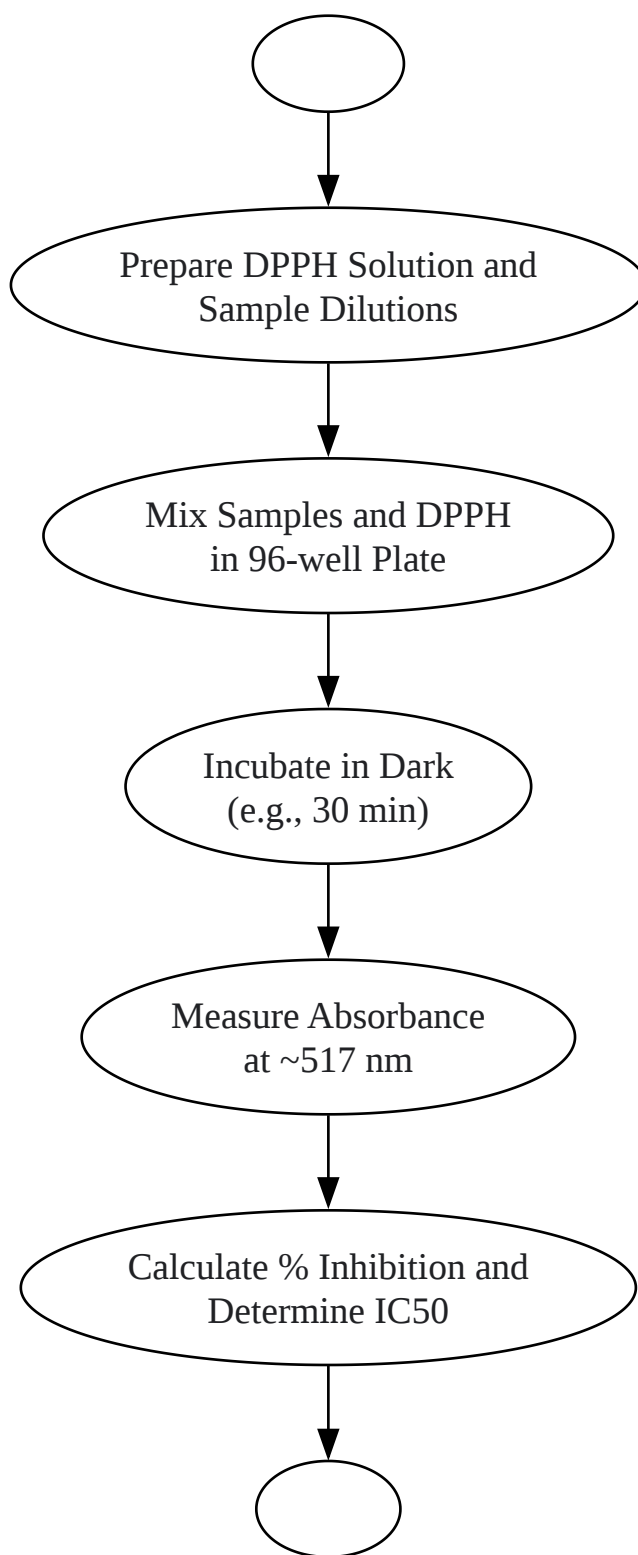 Prepare DPPH Solution and
Sample Dilutions
Mix Samples and DPPH
in 96-well Plate
Incubate in Dark
(e.g., 30 min)
Measure Absorbance
at ~517 nm
Calculate % Inhibition and
Determine IC50